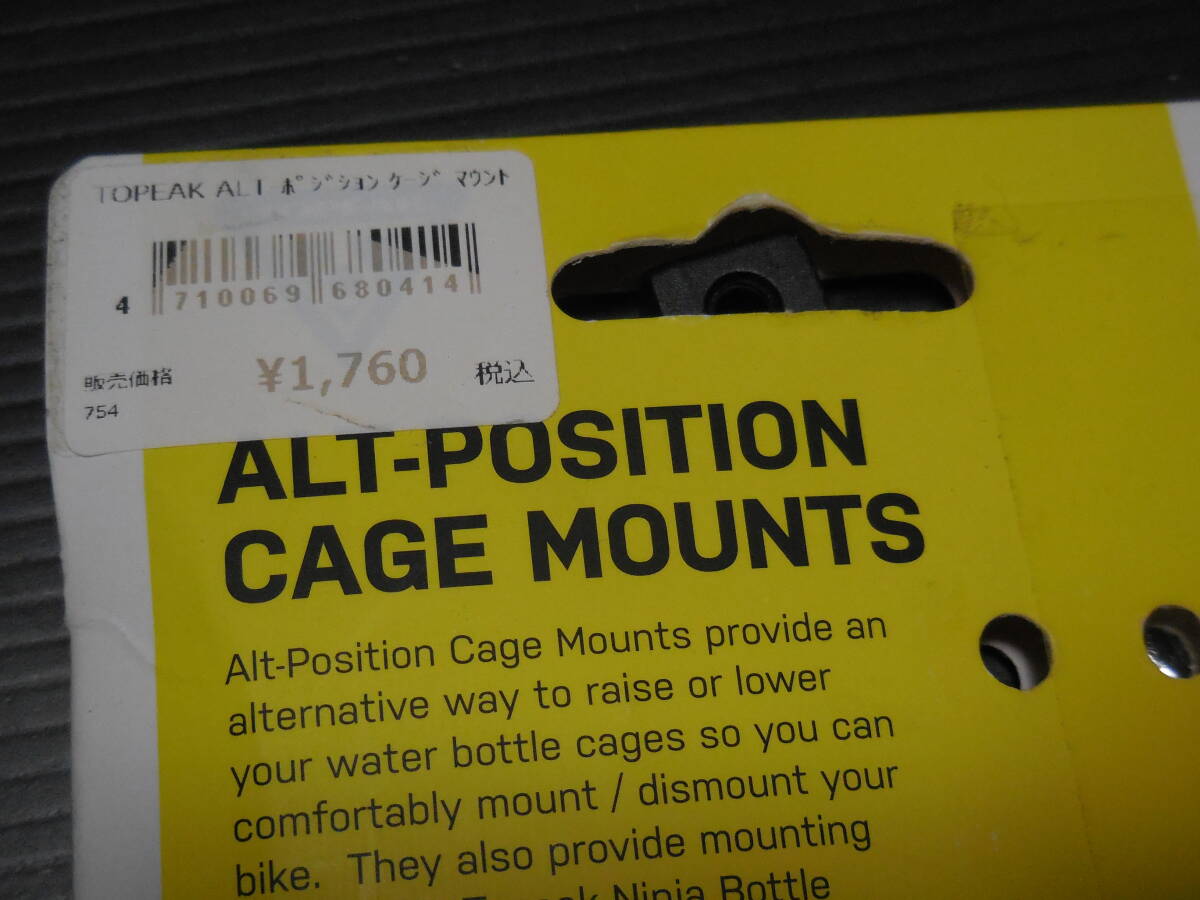 TOPEAK ALT-ﾎﾟｼﾞｼｮﾝ ｹｰｼﾞ ﾏｳﾝﾄ
4 710069 680414
販売価格 ¥1,760 税込
754
ALT-POSITION
CAGE MOUNTS
Alt-Position Cage Mounts provide an
alternative way to raise or lower
your water bottle cages so you can
comfortably mount / dismount your
bike. They also provide mounting
Topeak Ninja Bottle